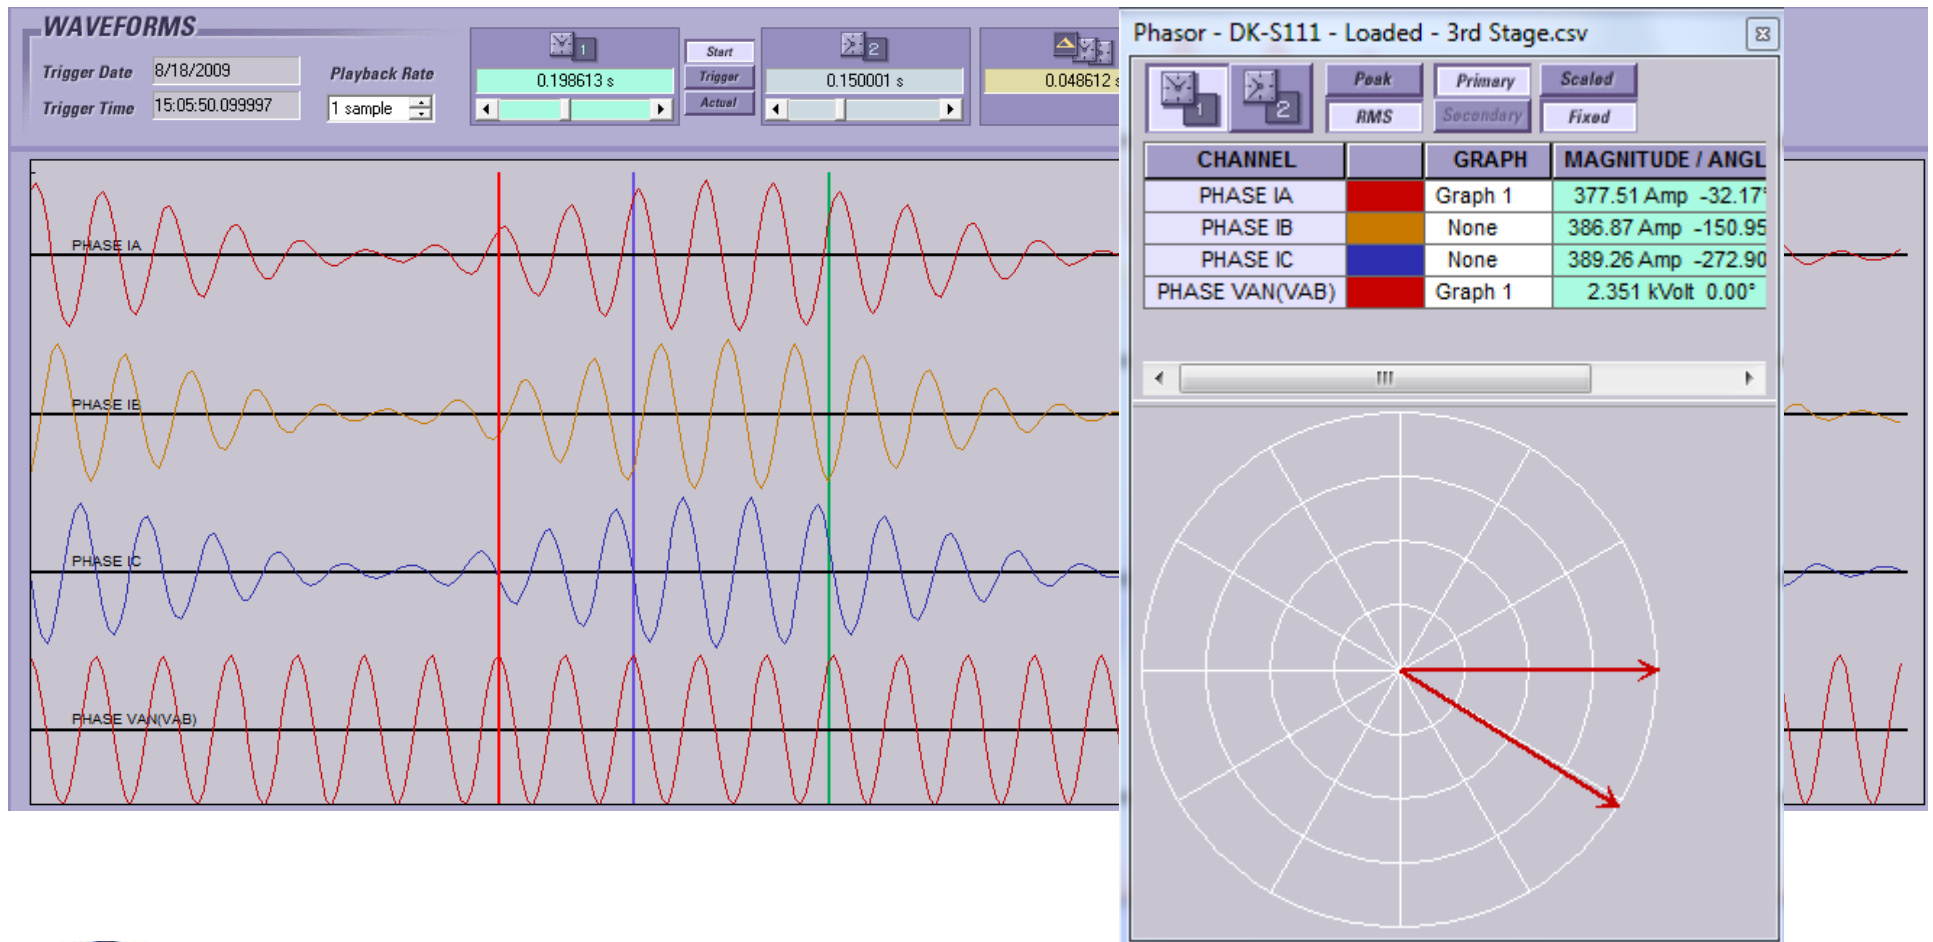 WAVEFORMS
Trigger Date 8/18/2009 Playback Rate
Trigger Time 15:05:50.099997 1 sample
1
0.198613 s
Start
Trigger
Actual
2
0.150001 s
0.048612 s
Phasor - DK-S111 - Loaded - 3rd Stage.csv
1 2 Peak Primary Scaled
RMS Secondary Fixed
CHANNEL GRAPH MAGNITUDE / ANGL
PHASE IA Graph 1 377.51 Amp -32.17°
PHASE IB None 386.87 Amp -150.95
PHASE IC None 389.26 Amp -272.90
PHASE VAN(VAB) Graph 1 2.351 kVolt 0.00°
PHASE IA
PHASE IB
PHASE IC
PHASE VAN(VAB)